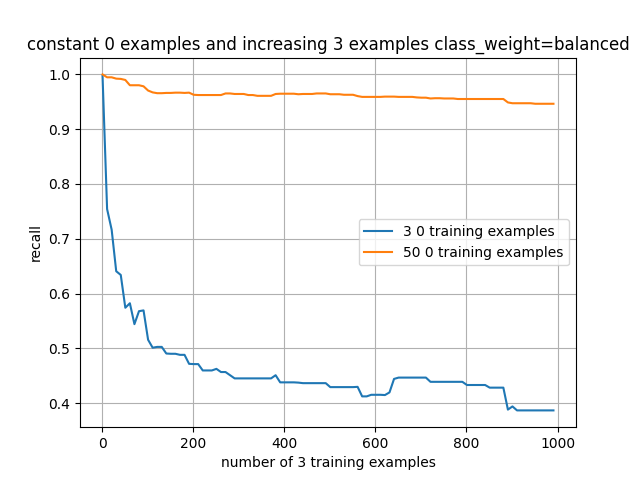 constant 0 examples and increasing 3 examples class_weight=balanced
1.0
0.9
0.8
0.7
0.6
0.5
0.4
recall
3 0 training examples
50 0 training examples
0 200 400 600 800 1000
number of 3 training examples